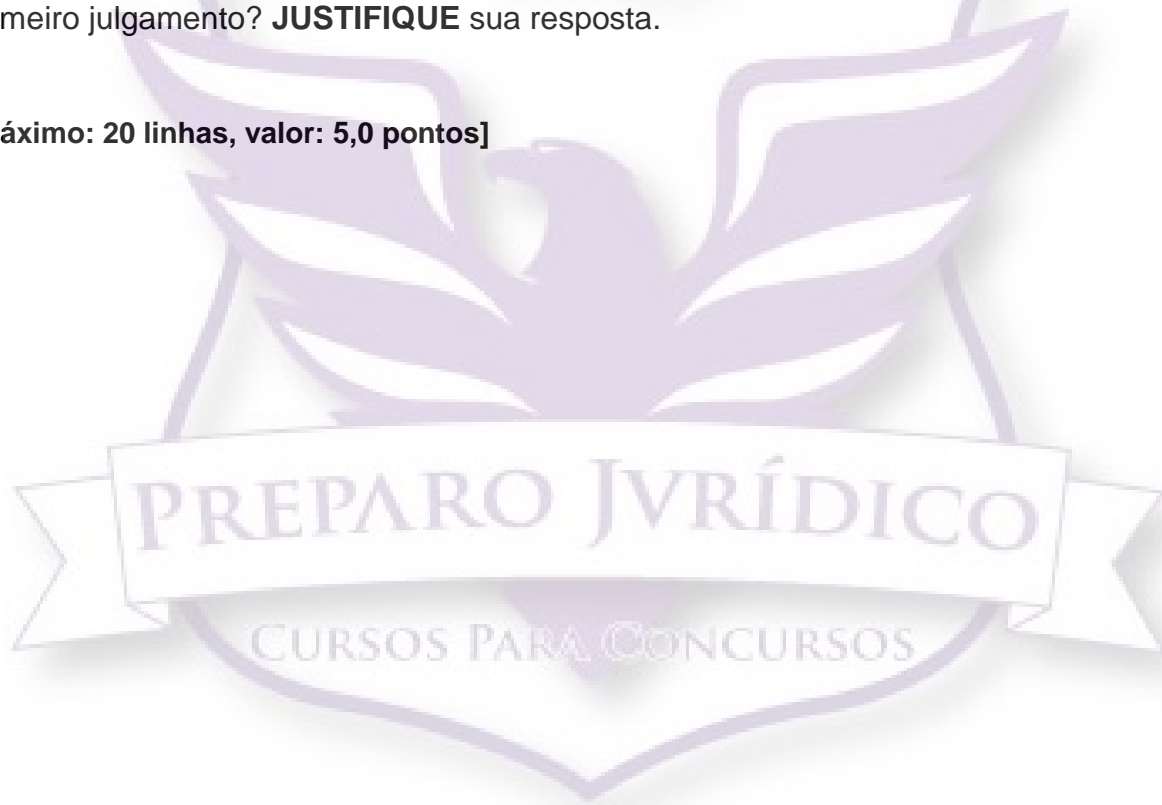 meiro julgamento? JUSTIFIQUE sua resposta.
áximo: 20 linhas, valor: 5,0 pontos]
PREPARO JVRÍDICO
CURSOS PARA CONCURSOS